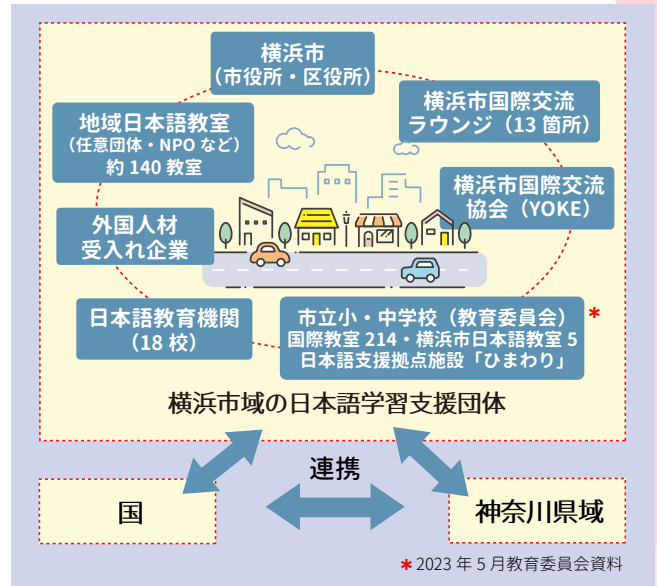 横浜市
（市役所・区役所）
横浜市国際交流
ラウンジ（13 箇所）
地域日本語教室
（任意団体・NPO など）
約 140 教室
横浜市国際交流
協会（YOKE）
外国人材
受入れ企業
日本語教育機関
（18 校）
市立小・中学校（教育委員会）
国際教室 214・横浜市日本語教室 5
日本語支援拠点施設「ひまわり」
*
横浜市域の日本語学習支援団体
連携
国
神奈川県域
* 2023 年 5 月教育委員会資料